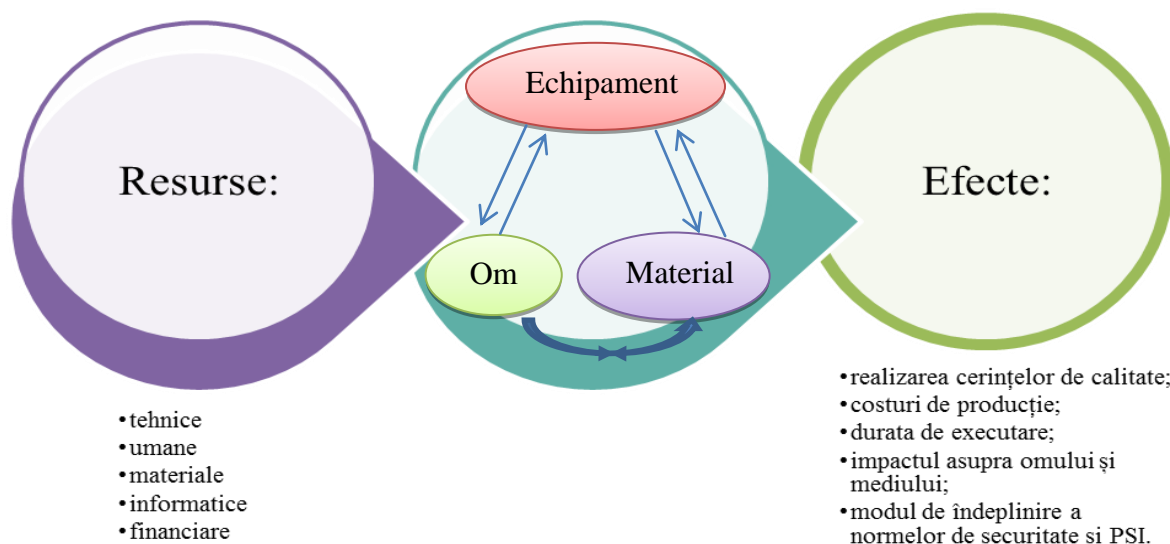 Resurse:
• tehnice
• umane
• materiale
• informatice
• financiare
Echipament
Om
Material
Efecte:
• realizarea cerințelor de calitate;
• costuri de producție;
• durata de executare;
• impactul asupra omului și
mediului;
• modul de îndeplinire a
normelor de securitate si PSI.